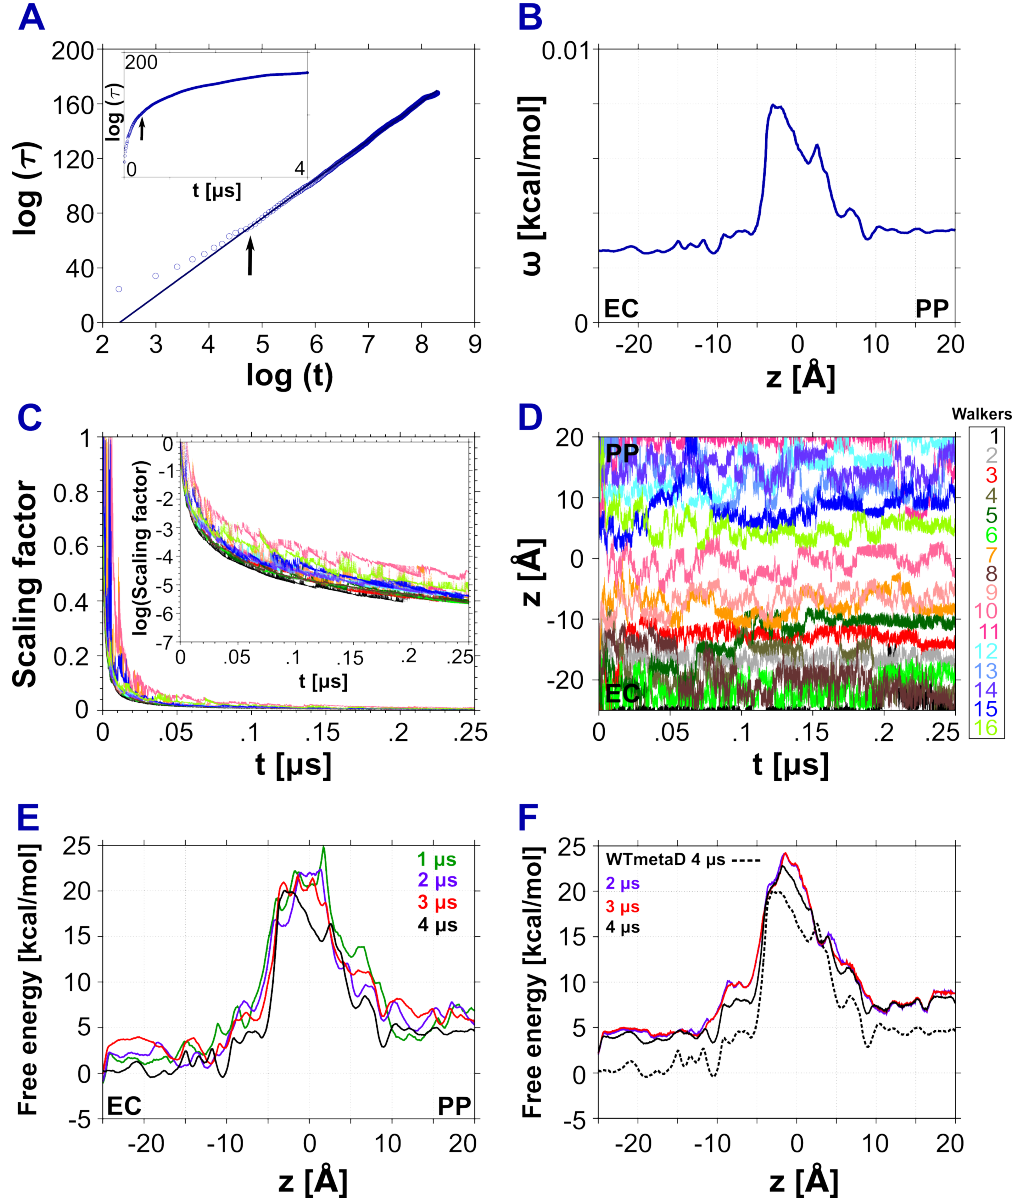 A
200
160
120
80
40
0
log (τ)
2 3 4 5 6 7 8 9
log (t)
200
log (τ)
0
4
t [μs]
B
0.01
ω [kcal/mol]
0
EC
PP
-20 -10 0 10 20
z [Å]
C
1
0.8
0.6
0.4
0.2
0
Scaling factor
0 .05 .1 .15 .2 .25
t [μs]
0
-1
-2
-3
-4
-5
-6
-7
log(Scaling factor)
0 .05 .1 .15 .2 .25
t [μs]
D
20
10
0
-10
-20
z [Å]
PP
EC
0 .05 .1 .15 .2 .25
t [μs]
Walkers
1
2
3
4
5
6
7
8
9
10
11
12
13
14
15
16
E
25
20
15
10
5
0
-5
Free energy [kcal/mol]
1 μs
2 μs
3 μs
4 μs
EC
PP
-20 -10 0 10 20
z [Å]
F
25
20
15
10
5
0
-5
Free energy [kcal/mol]
WTmetaD 4 μs
2 μs
3 μs
4 μs
-20 -10 0 10 20
z [Å]